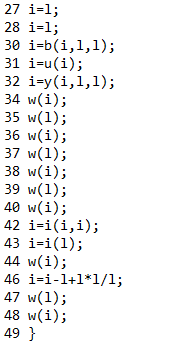 27 i=l;
28 i=l;
30 i=b(i,l,l);
31 i=u(i);
32 i=y(i,l,l);
34 w(i);
35 w(l);
36 w(i);
37 w(l);
38 w(i);
39 w(l);
40 w(i);
42 i=i(i,i);
43 i=i(l);
44 w(i);
46 i=i-l+l*l/l;
47 w(l);
48 w(i);
49 }